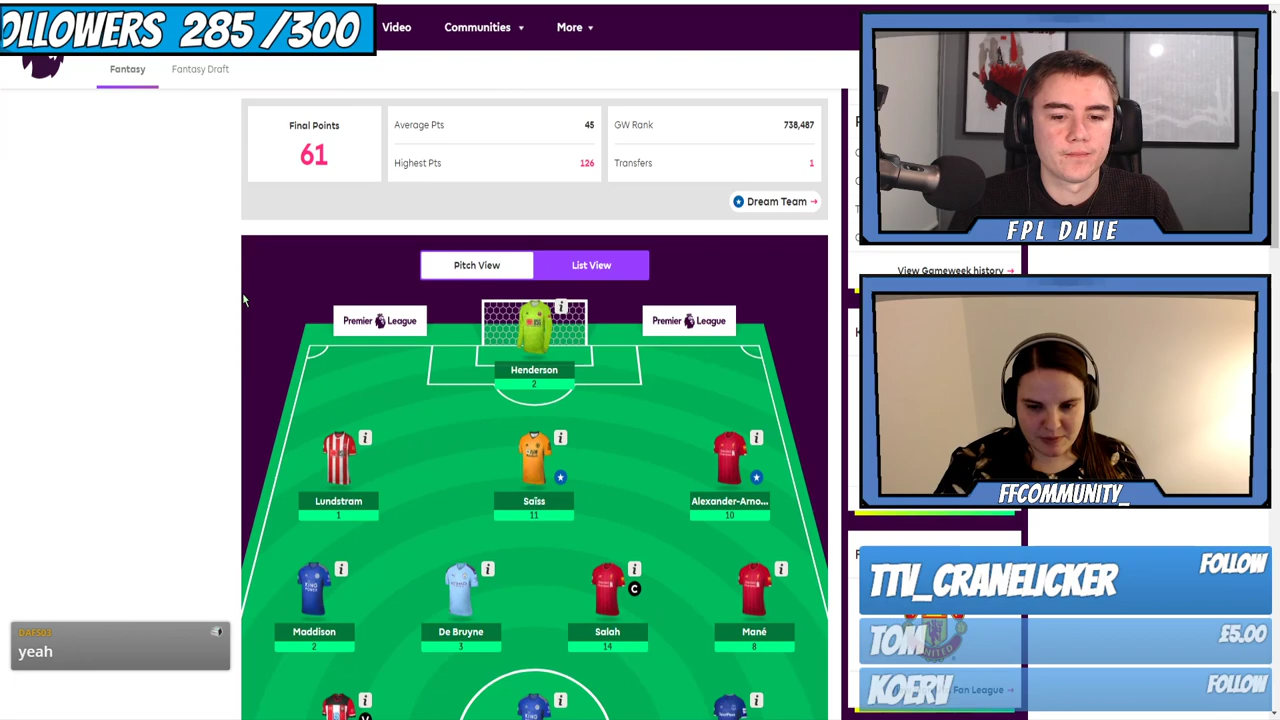 OLLOWERS 285 /300
Video
Communities
More
Fantasy
Fantasy Draft
Final Points
61
Average Pts 45
Highest Pts 126
GW Rank 738,487
Transfers 1
Dream Team →
Pitch View
List View
Premier League
Premier League
Henderson
2
Lundstram
1
Saïss
11
Alexander-Arno...
10
Maddison
2
De Bruyne
3
C
Salah
14
Mané
8
V
DAFS03
yeah
FPL DAVE
View Gameweek history →
FFCOMMUNITY_
TTV_CRANELICKER FOLLOW
TOM £5.00
KOERV FOLLOW
Fan League →